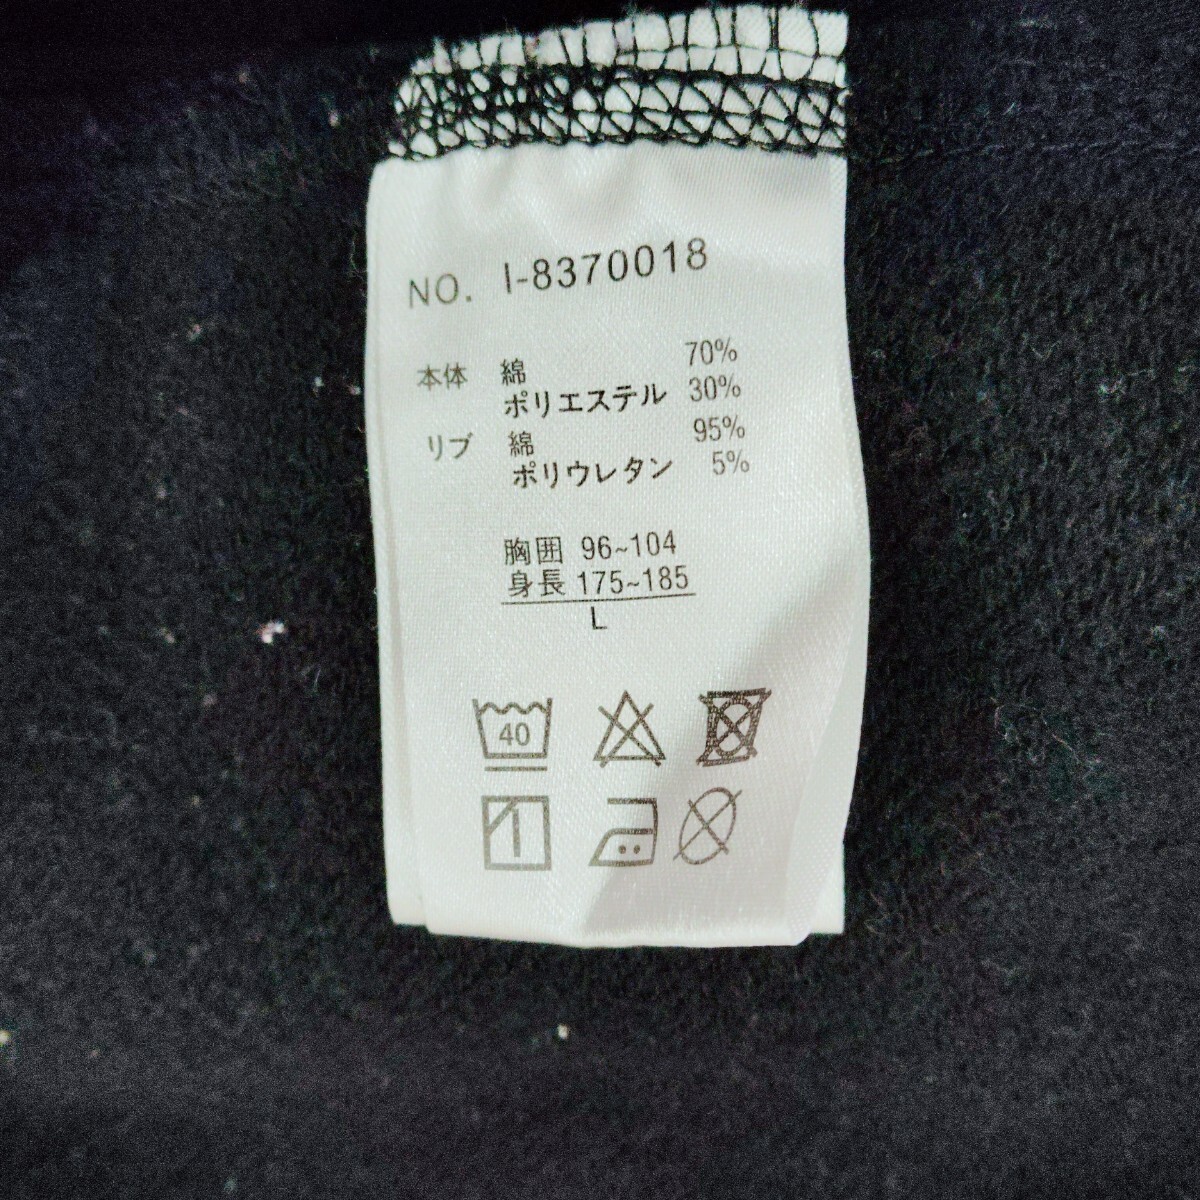 NO. I-8370018
本体 綿 70%
ポリエステル 30%
リブ 綿 95%
ポリウレタン 5%
胸囲 96~104
身長 175~185
L
40